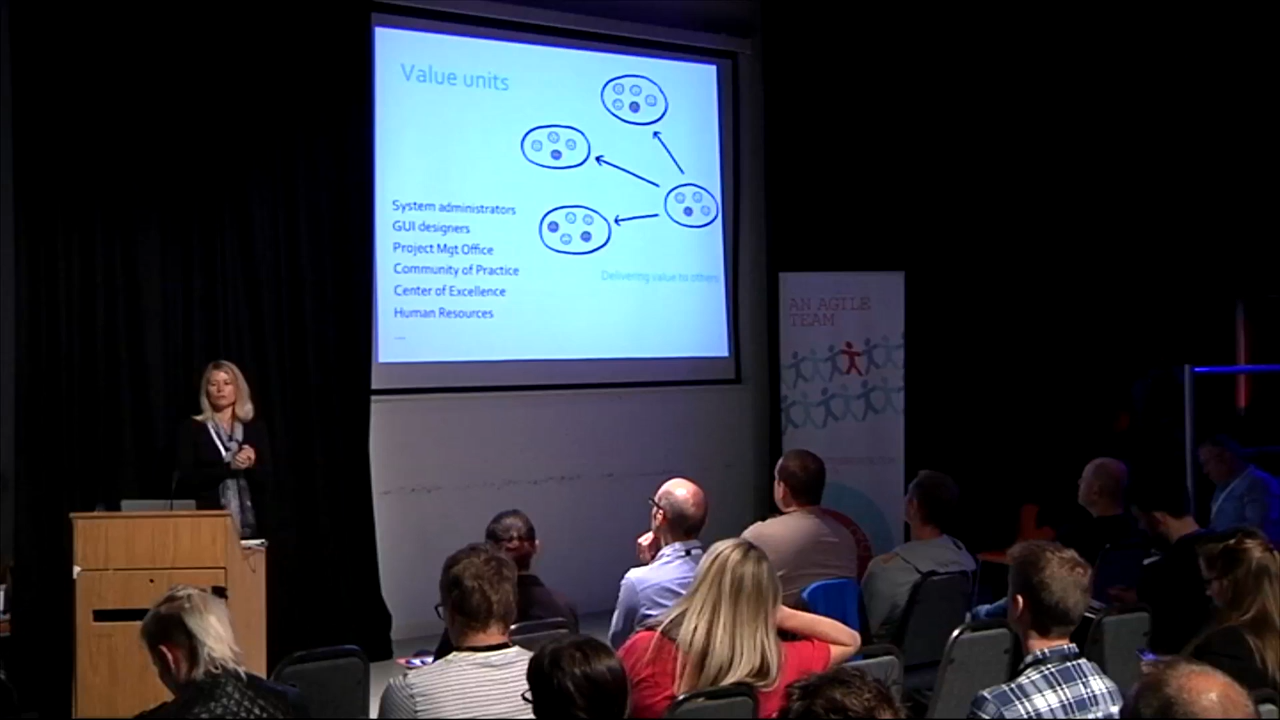 Value units
System administrators
GUI designers
Project Mgt Office
Community of Practice
Center of Excellence
Human Resources
....
Delivering value to others
AN AGILE
TEAM